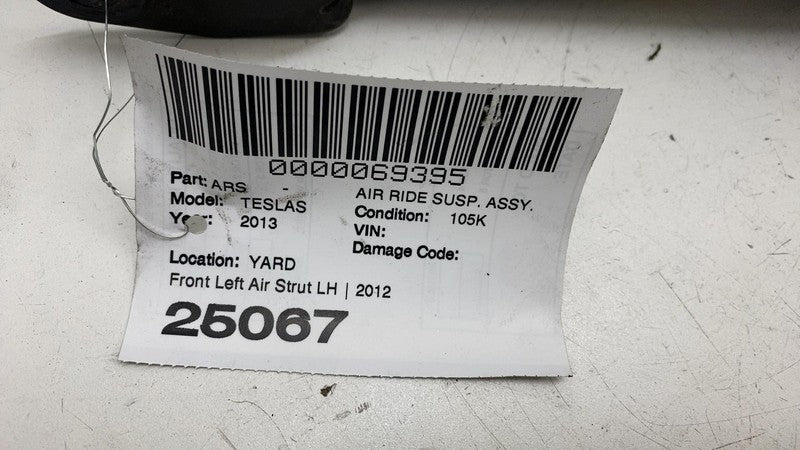 0000069395
Part: ARS - AIR RIDE SUSP. ASSY.
Model: TESLAS Condition: 105K
Year: 2013 VIN:
Damage Code:
Location: YARD
Front Left Air Strut LH | 2012
25067